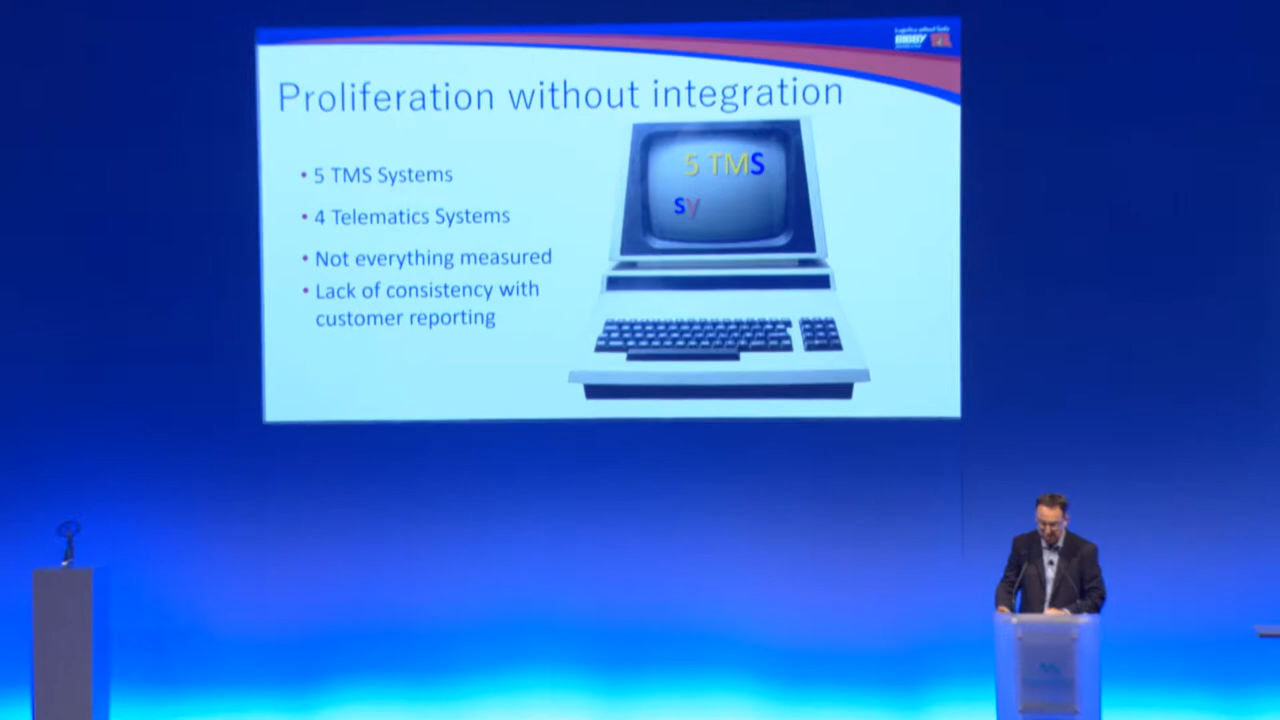 BIBBY
Proliferation without integration
• 5 TMS Systems
• 4 Telematics Systems
• Not everything measured
• Lack of consistency with
customer reporting
5 TMS
sy